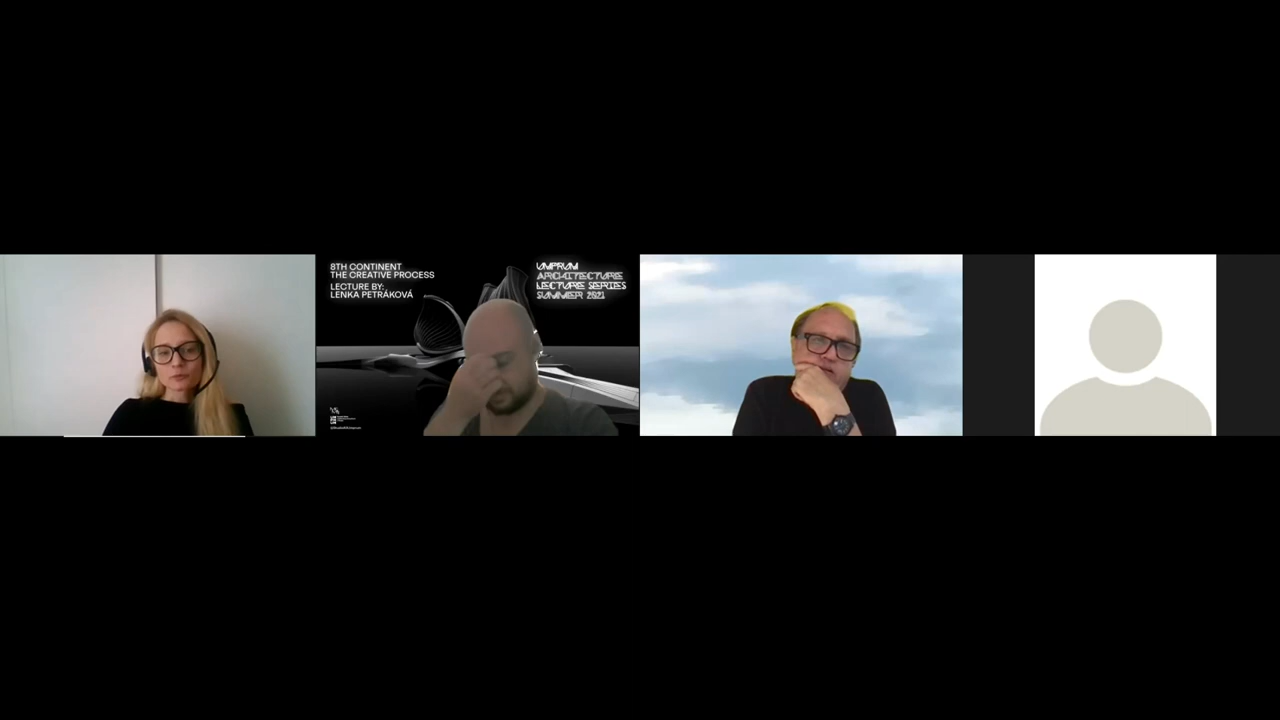 8TH CONTINENT
THE CREATIVE PROCESS
LECTURE BY:
LENKA PETRÁKOVÁ
UMPRUM
ARCHITECTURE
LECTURE SERIES
SUMMER 2021